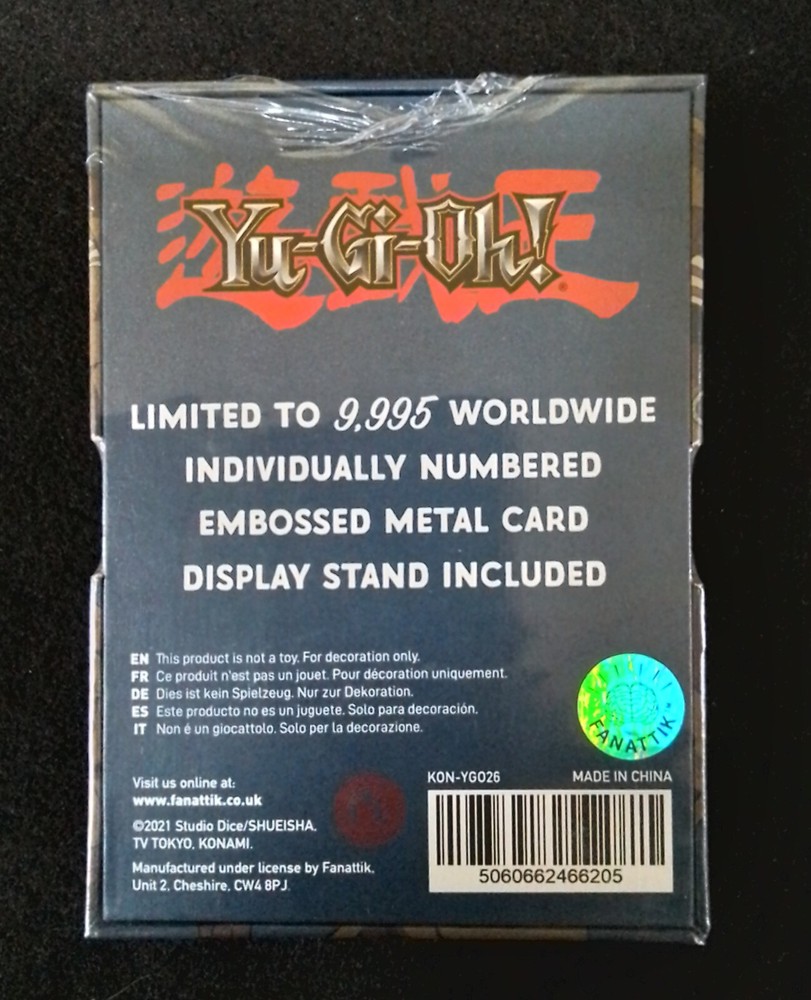 遊戯王
Yu-Gi-Oh!
®
LIMITED TO 9,995 WORLDWIDE
INDIVIDUALLY NUMBERED
EMBOSSED METAL CARD
DISPLAY STAND INCLUDED
EN This product is not a toy. For decoration only.
FR Ce produit n'est pas un jouet. Pour décoration uniquement.
DE Dies ist kein Spielzeug. Nur zur Dekoration.
ES Este producto no es un juguete. Solo para decoración.
IT Non é un giocattolo. Solo per la decorazione.
FANATTIK
Visit us online at:
www.fanattik.co.uk
©2021 Studio Dice/SHUEISHA,
TV TOKYO, KONAMI.
Manufactured under license by Fanattik,
Unit 2, Cheshire, CW4 8PJ
KON-YGO26 MADE IN CHINA
5060662466205